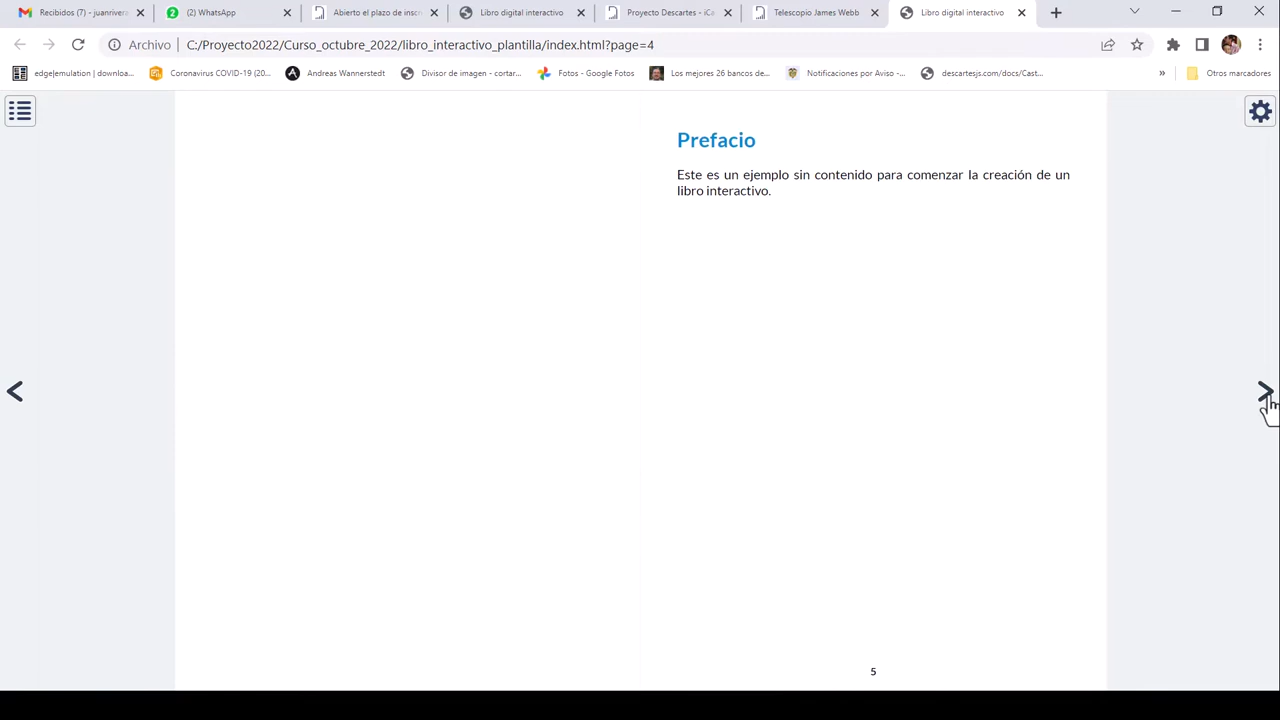 Recibidos (7) - juanrivera
(2) WhatsApp
Abierto el plazo de inscr
Libro digital interactivo
Proyecto Descartes - iCa
Telescopio James Webb
Libro digital interactivo
Archivo
C:/Proyecto2022/Curso_octubre_2022/libro_interactivo_plantilla/index.html?page=4
edge|emulation | downloa...
Coronavirus COVID-19 (20...
Andreas Wannerstedt
Divisor de imagen - cortar...
Fotos - Google Fotos
Los mejores 26 bancos de...
Notificaciones por Aviso -...
descartesjs.com/docs/Cast...
»
Otros marcadores
Prefacio
Este es un ejemplo sin contenido para comenzar la creación de un
libro interactivo.
5